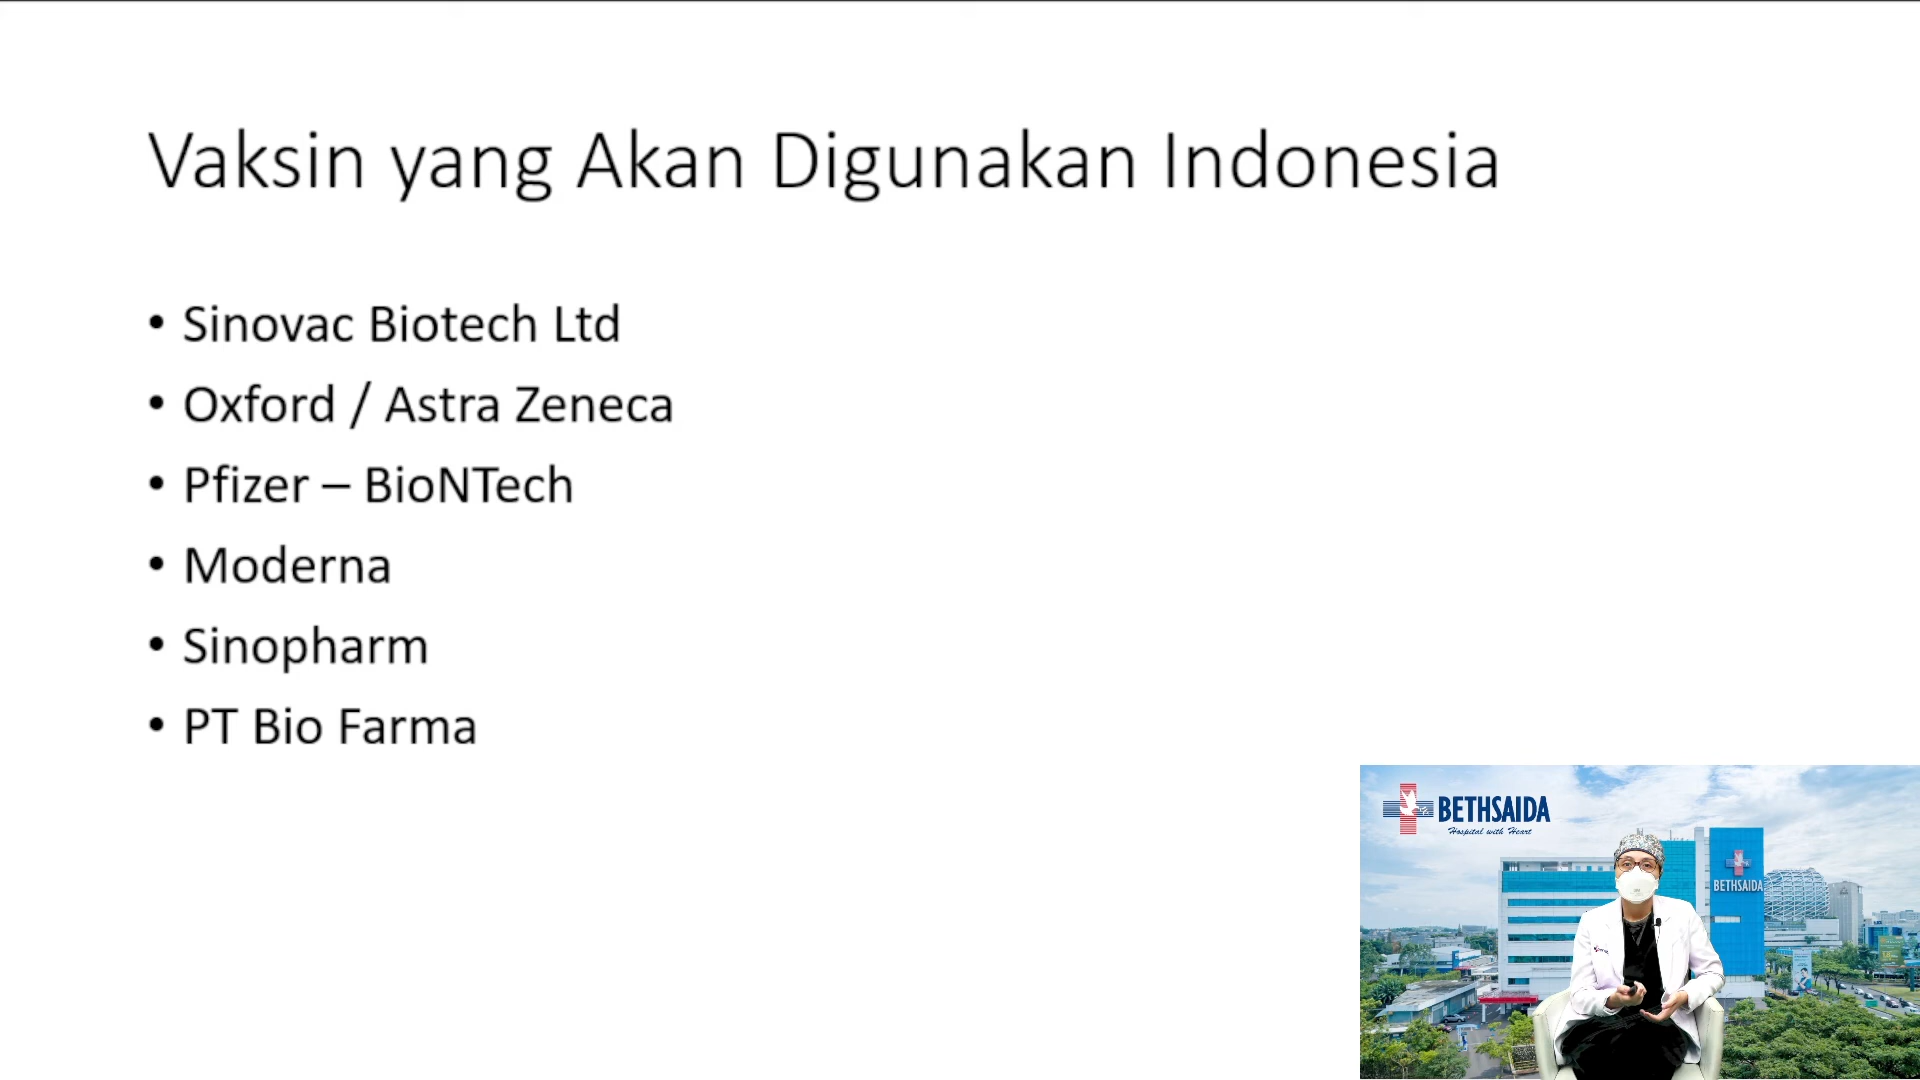 Vaksin yang Akan Digunakan Indonesia
• Sinovac Biotech Ltd
• Oxford / Astra Zeneca
• Pfizer – BioNTech
• Moderna
• Sinopharm
• PT Bio Farma
BETHSAIDA
Hospital with Heart
BETHSAIDA